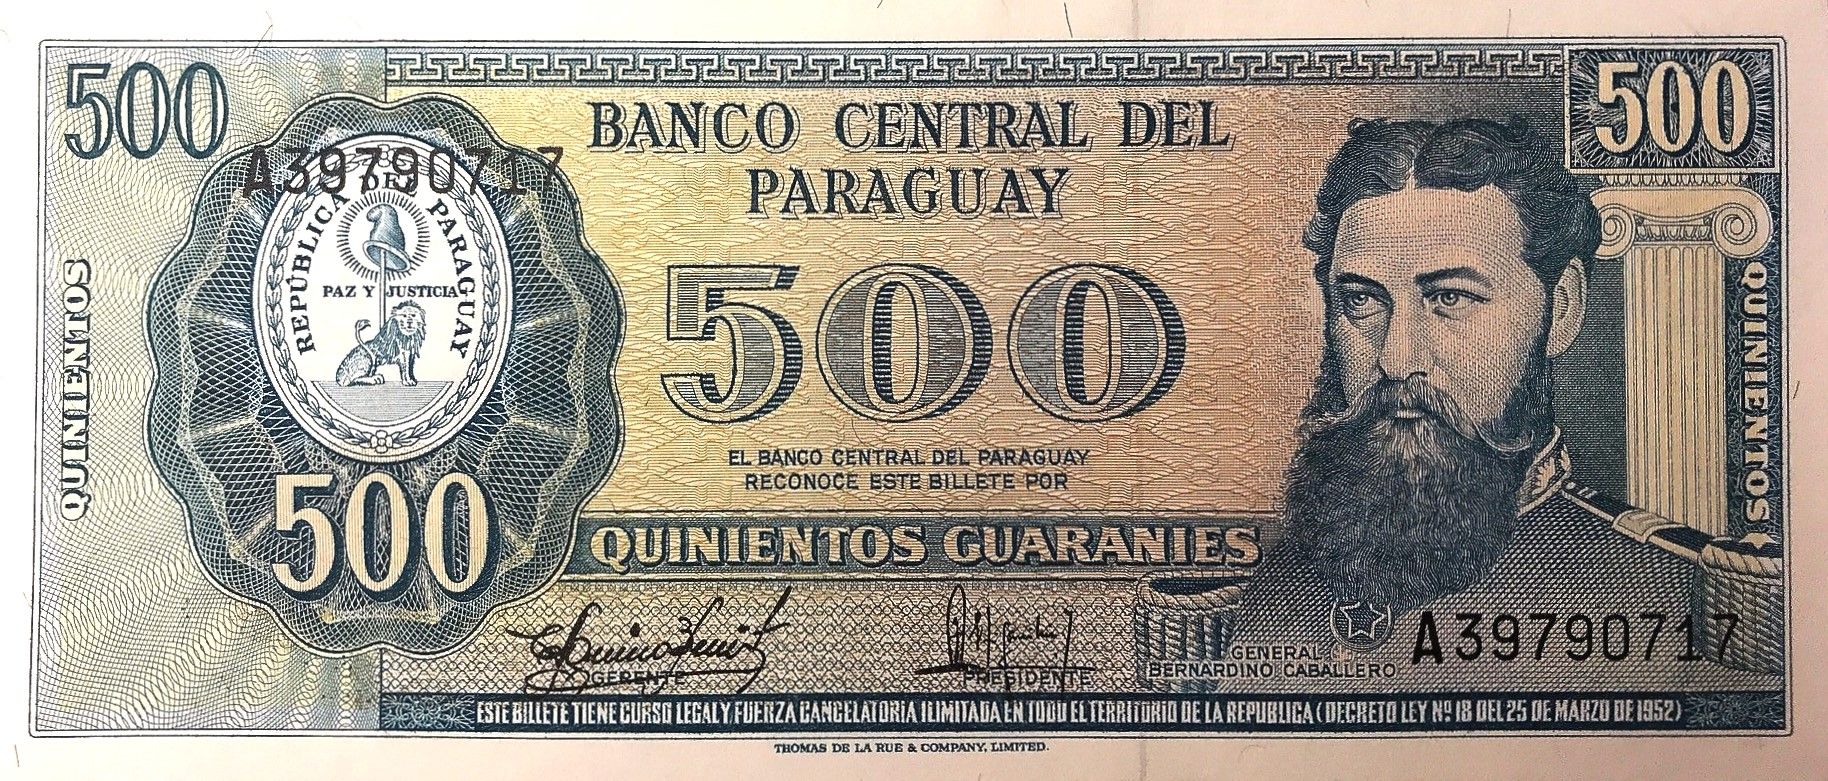 500
500
A39790717
BANCO CENTRAL DEL
PARAGUAY
REPÚBLICA DEL PARAGUAY
PAZ Y JUSTICIA
QUINIENTOS
500
QUINIENTOS
EL BANCO CENTRAL DEL PARAGUAY
RECONOCE ESTE BILLETE POR
500
QUINIENTOS GUARANIES
A39790717
GERENTE
PRESIDENTE
GENERAL
BERNARDINO CABALLERO
ESTE BILLETE TIENE CURSO LEGAL Y FUERZA CANCELATORIA ILIMITADA EN TODO EL TERRITORIO DE LA REPUBLICA (DECRETO LEY Nº 18 DEL 25 DE MARZO DE 1952)
THOMAS DE LA RUE & COMPANY, LIMITED.